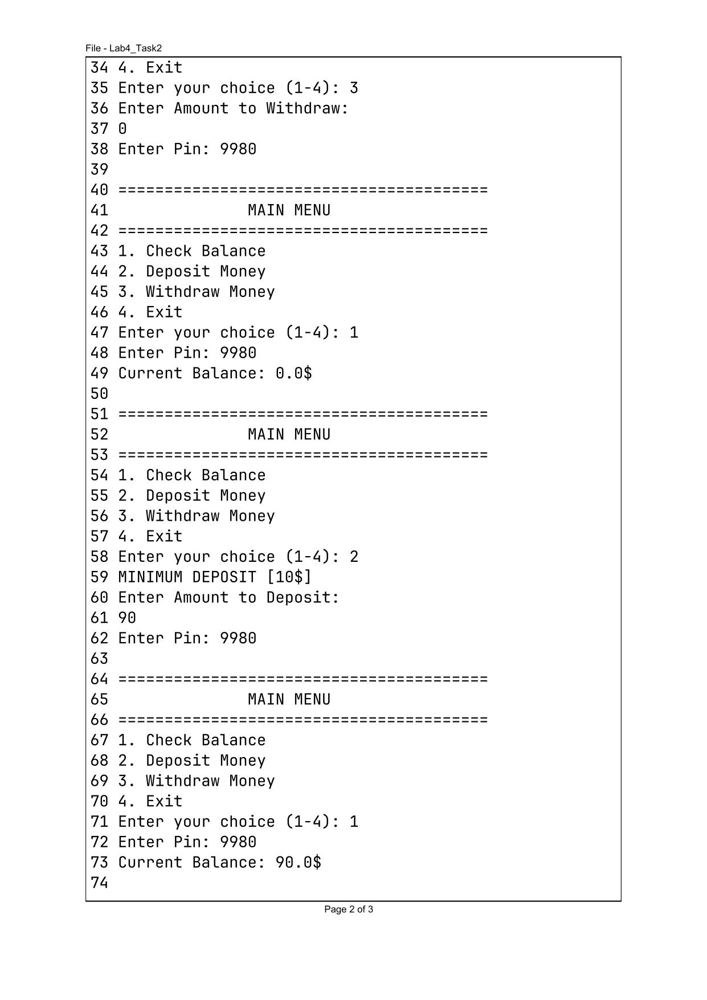 File - Lab4_Task2
34 4. Exit
35 Enter your choice (1-4): 3
36 Enter Amount to Withdraw:
37 0
38 Enter Pin: 9980
39
40 ========================================
41               MAIN MENU
42 ========================================
43 1. Check Balance
44 2. Deposit Money
45 3. Withdraw Money
46 4. Exit
47 Enter your choice (1-4): 1
48 Enter Pin: 9980
49 Current Balance: 0.0$
50
51 ========================================
52               MAIN MENU
53 ========================================
54 1. Check Balance
55 2. Deposit Money
56 3. Withdraw Money
57 4. Exit
58 Enter your choice (1-4): 2
59 MINIMUM DEPOSIT [10$]
60 Enter Amount to Deposit:
61 90
62 Enter Pin: 9980
63
64 ========================================
65               MAIN MENU
66 ========================================
67 1. Check Balance
68 2. Deposit Money
69 3. Withdraw Money
70 4. Exit
71 Enter your choice (1-4): 1
72 Enter Pin: 9980
73 Current Balance: 90.0$
74
Page 2 of 3